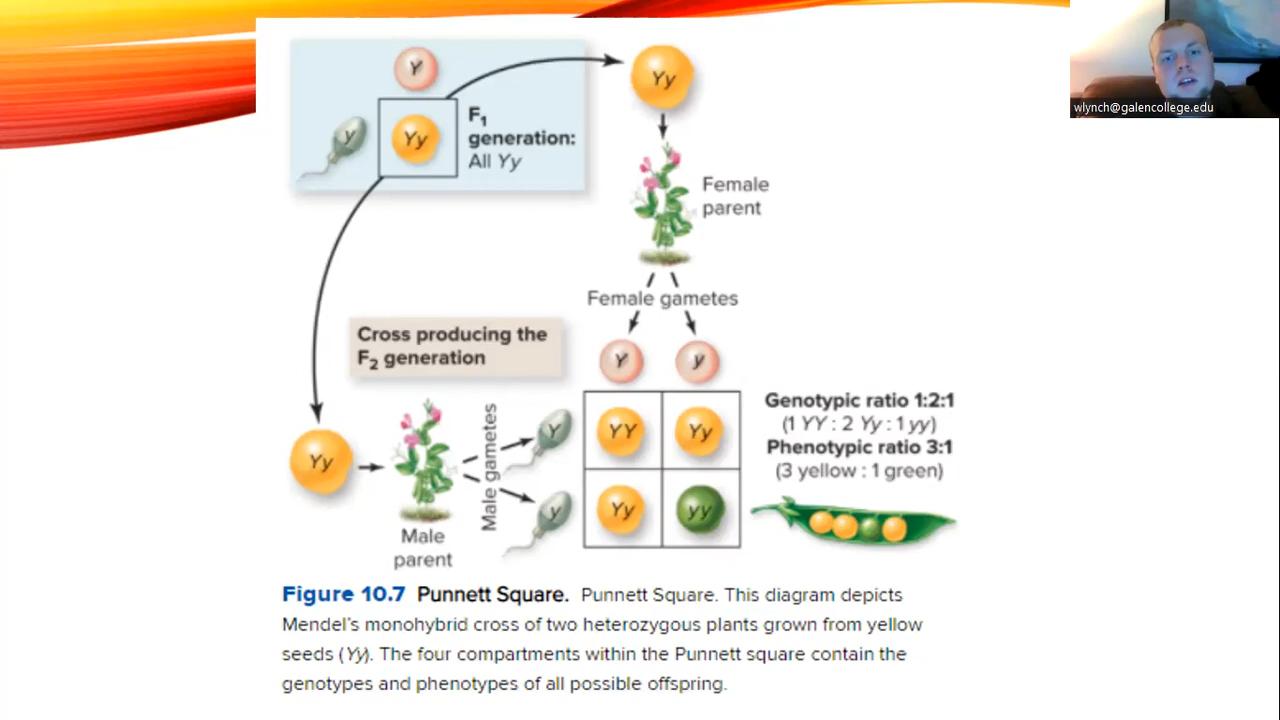 Y
y
Yy
F1
generation:
All Yy
Yy
Female
parent
Female gametes
Cross producing the
F2 generation
Y
y
Yy
Male
parent
Male gametes
Y
y
YY
Yy
Yy
yy
Genotypic ratio 1:2:1
(1 YY : 2 Yy : 1 yy)
Phenotypic ratio 3:1
(3 yellow : 1 green)
Figure 10.7 Punnett Square. Punnett Square. This diagram depicts
Mendel's monohybrid cross of two heterozygous plants grown from yellow
seeds (Yy). The four compartments within the Punnett square contain the
genotypes and phenotypes of all possible offspring.
wlynch@galencollege.edu